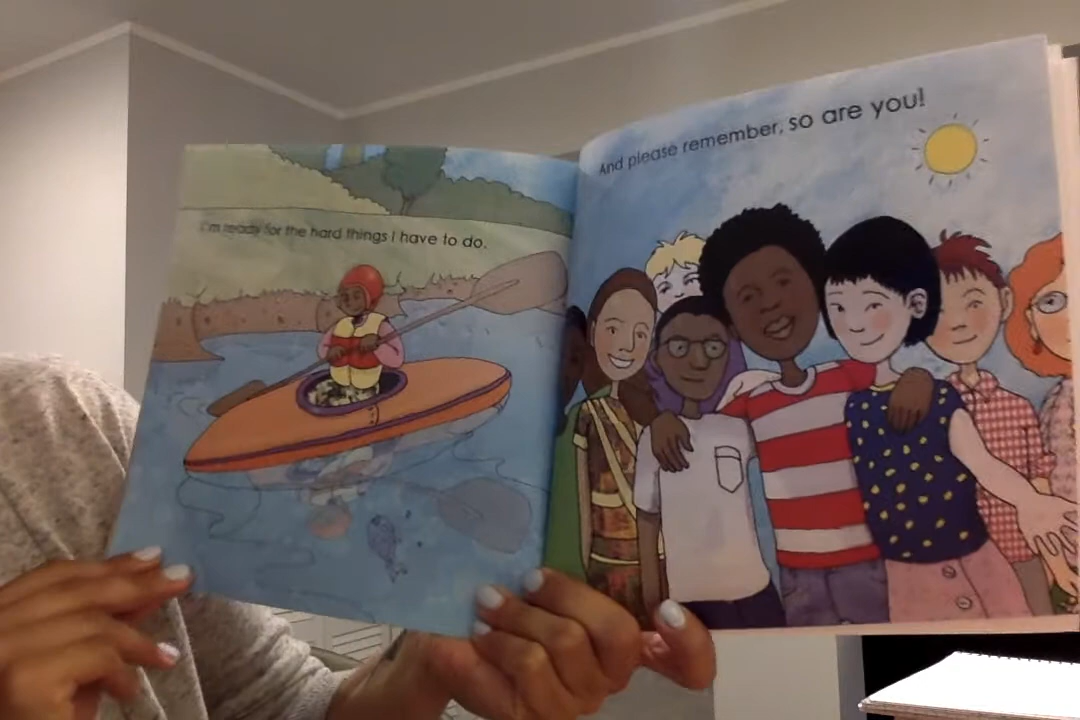 I'm ready for the hard things I have to do.
And please remember, so are you!